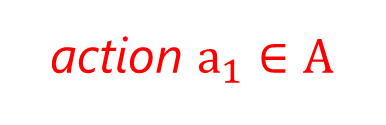 action a₁ ∈ A